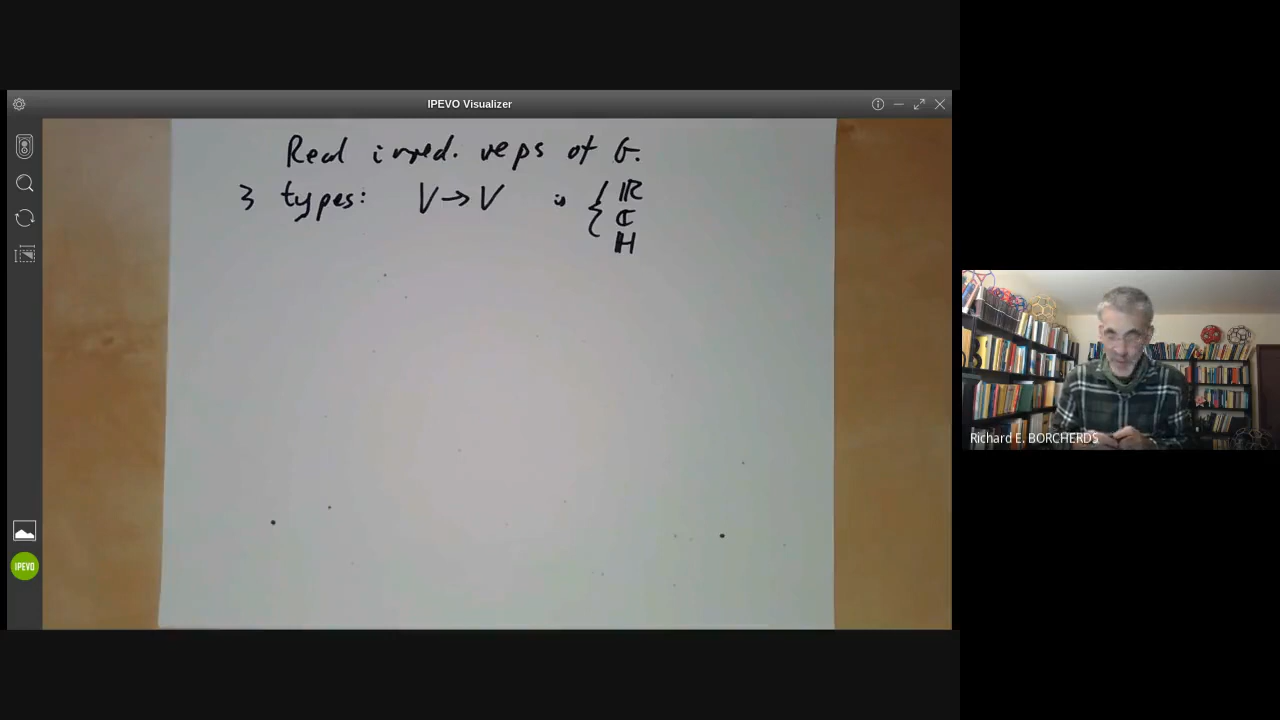 IPEVO Visualizer
Real irred. reps of G.
3 types: V → V is { ℝ
ℂ
ℍ
IPEVO
Richard E. BORCHERDS